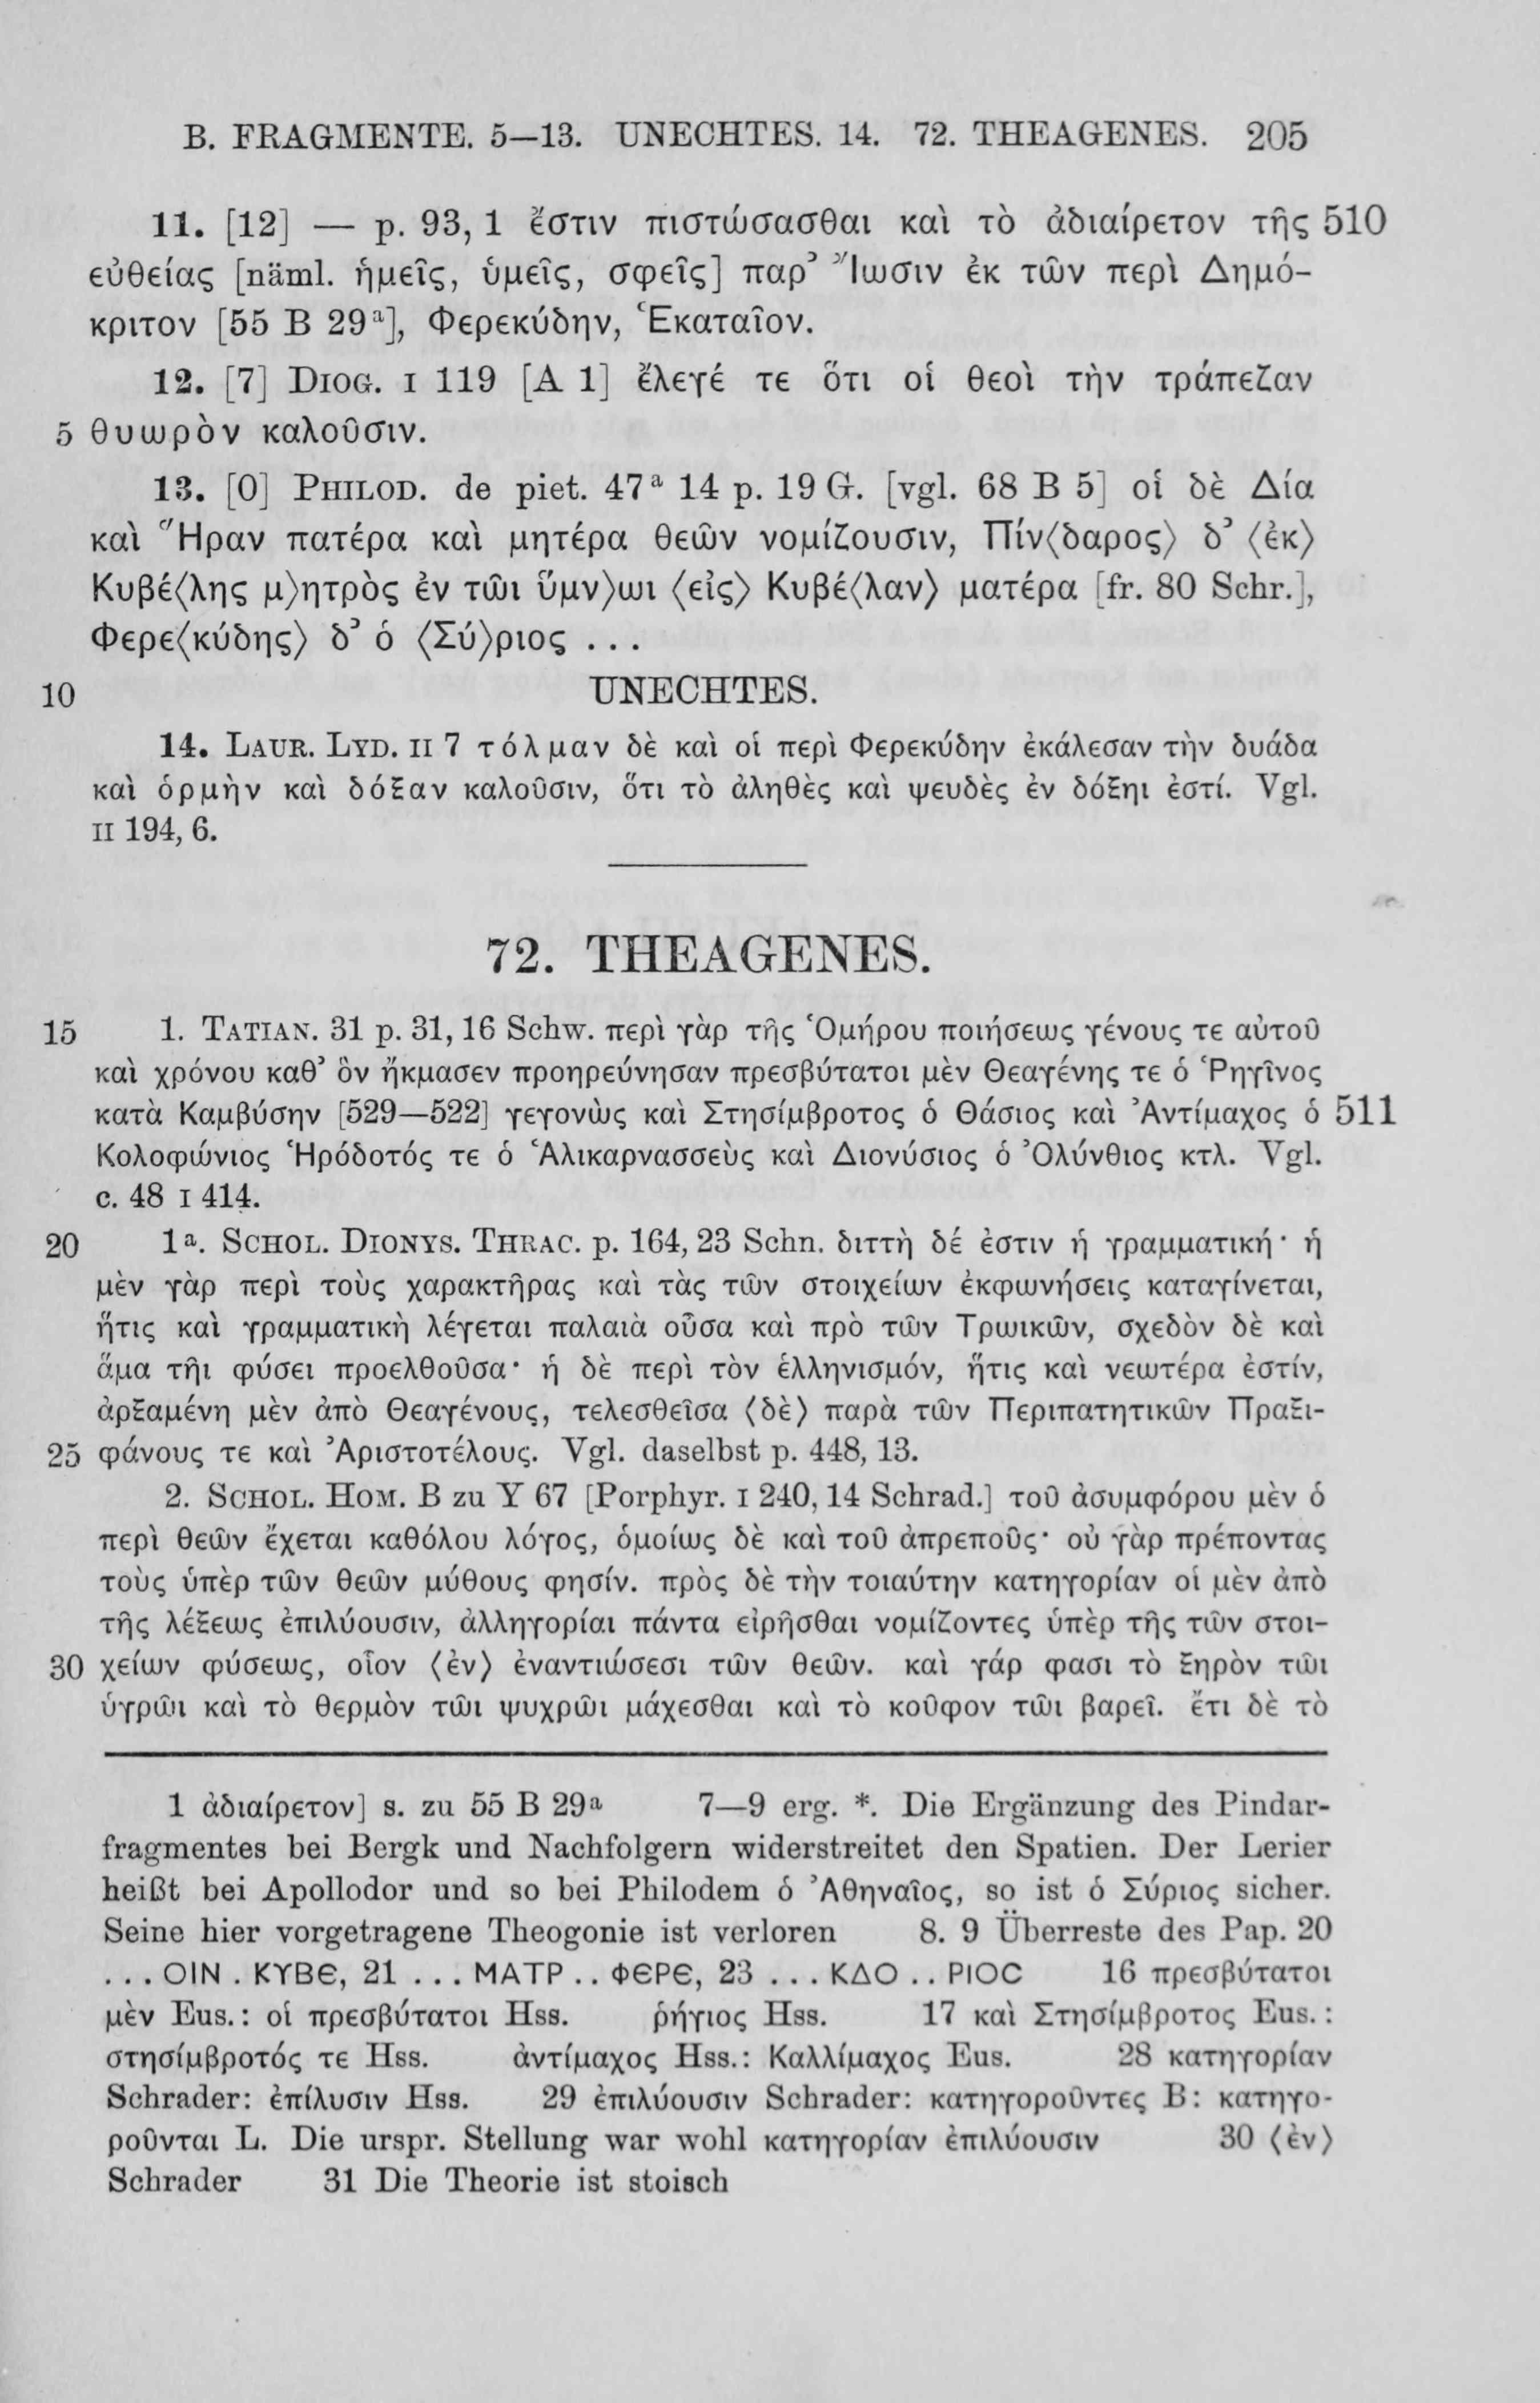 B. FRAGMENTE. 5—13. UNECHTES. 14. 72. THEAGENES. 205
11. [12] — p. 93, 1 ἔστιν πιστώσασθαι καὶ τὸ ἀδιαίρετον τῆς 510
εὐθείας [näml. ἡμεῖς, ὑμεῖς, σφεῖς] παρ᾽ Ἴωσιν ἐκ τῶν περὶ Δημό-
κριτον [55 B 29ᵃ], Φερεκύδην, Ἑκαταῖον.
12. [7] DIOG. I 119 [A 1] ἔλεγέ τε ὅτι οἱ θεοὶ τὴν τράπεζαν
5 θυωρὸν καλοῦσιν.
13. [0] PHILOD. de piet. 47ᵃ 14 p. 19 G. [vgl. 68 B 5] οἱ δὲ Δία
καὶ Ἥραν πατέρα καὶ μητέρα θεῶν νομίζουσιν, Πίν⟨δαρος⟩ δ᾽ ⟨ἐκ⟩
Κυβέ⟨λης μ⟩ητρὸς ἐν τῶι ὕμν⟩ωι ⟨εἰς⟩ Κυβέ⟨λαν⟩ ματέρα [fr. 80 Schr.],
Φερε⟨κύδης⟩ δ᾽ ὁ ⟨Σύ⟩ριος ...
10 UNECHTES.
14. LAUR. LYD. II 7 τόλμαν δὲ καὶ οἱ περὶ Φερεκύδην ἐκάλεσαν τὴν δυάδα
καὶ ὁρμὴν καὶ δόξαν καλοῦσιν, ὅτι τὸ ἀληθὲς καὶ ψευδὲς ἐν δόξηι ἐστί. Vgl.
II 194, 6.
72. THEAGENES.
15 1. TATIAN. 31 p. 31, 16 Schw. περὶ γὰρ τῆς Ὁμήρου ποιήσεως γένους τε αὐτοῦ
καὶ χρόνου καθ᾽ ὃν ἤκμασεν προηρεύνησαν πρεσβύτατοι μὲν Θεαγένης τε ὁ Ῥηγῖνος
κατὰ Καμβύσην [529—522] γεγονὼς καὶ Στησίμβροτος ὁ Θάσιος καὶ Ἀντίμαχος ὁ 511
Κολοφώνιος Ἡρόδοτός τε ὁ Ἁλικαρνασσεὺς καὶ Διονύσιος ὁ Ὀλύνθιος κτλ. Vgl.
c. 48 I 414.
20 1ᵃ. SCHOL. DIONYS. THRAC. p. 164, 23 Schn. διττὴ δέ ἐστιν ἡ γραμματική· ἡ
μὲν γὰρ περὶ τοὺς χαρακτῆρας καὶ τὰς τῶν στοιχείων ἐκφωνήσεις καταγίνεται,
ἥτις καὶ γραμματικὴ λέγεται παλαιὰ οὖσα καὶ πρὸ τῶν Τρωικῶν, σχεδὸν δὲ καὶ
ἅμα τῆι φύσει προελθοῦσα· ἡ δὲ περὶ τὸν ἑλληνισμόν, ἥτις καὶ νεωτέρα ἐστίν,
ἀρξαμένη μὲν ἀπὸ Θεαγένους, τελεσθεῖσα ⟨δὲ⟩ παρὰ τῶν Περιπατητικῶν Πραξι-
25 φάνους τε καὶ Ἀριστοτέλους. Vgl. daselbst p. 448, 13.
2. SCHOL. HOM. B zu Υ 67 [Porphyr. I 240, 14 Schrad.] τοῦ ἀσυμφόρου μὲν ὁ
περὶ θεῶν ἔχεται καθόλου λόγος, ὁμοίως δὲ καὶ τοῦ ἀπρεποῦς· οὐ γὰρ πρέποντας
τοὺς ὑπὲρ τῶν θεῶν μύθους φησίν. πρὸς δὲ τὴν τοιαύτην κατηγορίαν οἱ μὲν ἀπὸ
τῆς λέξεως ἐπιλύουσιν, ἀλληγορίαι πάντα εἰρῆσθαι νομίζοντες ὑπὲρ τῆς τῶν στοι-
30 χείων φύσεως, οἷον ⟨ἐν⟩ ἐναντιώσεσι τῶν θεῶν. καὶ γάρ φασι τὸ ξηρὸν τῶι
ὑγρῶι καὶ τὸ θερμὸν τῶι ψυχρῶι μάχεσθαι καὶ τὸ κοῦφον τῶι βαρεῖ. ἔτι δὲ τὸ
1 ἀδιαίρετον] s. zu 55 B 29ᵃ 7—9 erg. *. Die Ergänzung des Pindar-
fragmentes bei Bergk und Nachfolgern widerstreitet den Spatien. Der Lerier
heißt bei Apollodor und so bei Philodem ὁ Ἀθηναῖος, so ist ὁ Σύριος sicher.
Seine hier vorgetragene Theogonie ist verloren 8. 9 Überreste des Pap. 20
...ΟΙΝ . ΚΥΒϵ, 21 ... ΜΑΤΡ .. ΦϵΡϵ, 23 ... ΚΔΟ .. ΡΙΟC 16 πρεσβύτατοι
μὲν Eus.: οἱ πρεσβύτατοι Hss. ῥήγιος Hss. 17 καὶ Στησίμβροτος Eus.:
στησίμβροτός τε Hss. ἀντίμαχος Hss.: Καλλίμαχος Eus. 28 κατηγορίαν
Schrader: ἐπίλυσιν Hss. 29 ἐπιλύουσιν Schrader: κατηγοροῦντες B: κατηγο-
ροῦνται L. Die urspr. Stellung war wohl κατηγορίαν ἐπιλύουσιν 30 ⟨ἐν⟩
Schrader 31 Die Theorie ist stoisch